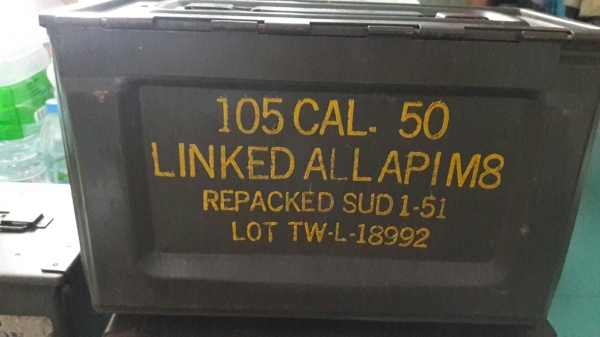 105 CAL. 50
LINKED ALL API M8
REPACKED SUD 1-51
LOT TW-L-18992